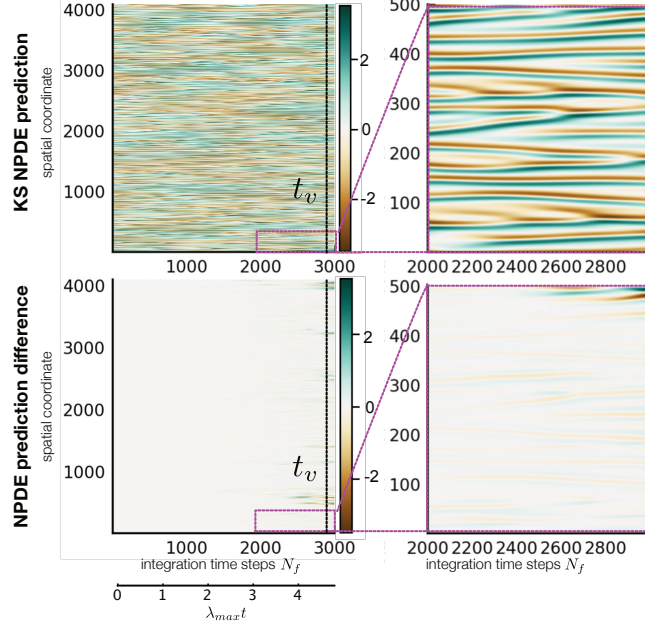 KS NPDE prediction
spatial coordinate
4000
3000
2000
1000
1000 2000 3000
t_v
2
0
-2
500
400
300
200
100
2000 2200 2400 2600 2800
NPDE prediction difference
spatial coordinate
4000
3000
2000
1000
1000 2000 3000
t_v
2
0
-2
500
400
300
200
100
2000 2200 2400 2600 2800
integration time steps N_f
integration time steps N_f
0 1 2 3 4
λ_max t